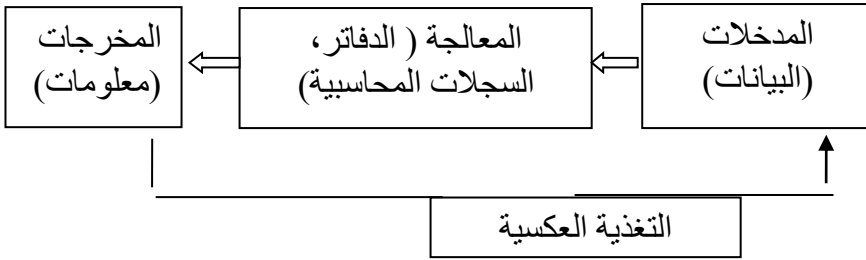 المدخلات
(البيانات)
المعالجة ( الدفاتر،
السجلات المحاسبية)
المخرجات
(معلومات)
التغذية العكسية